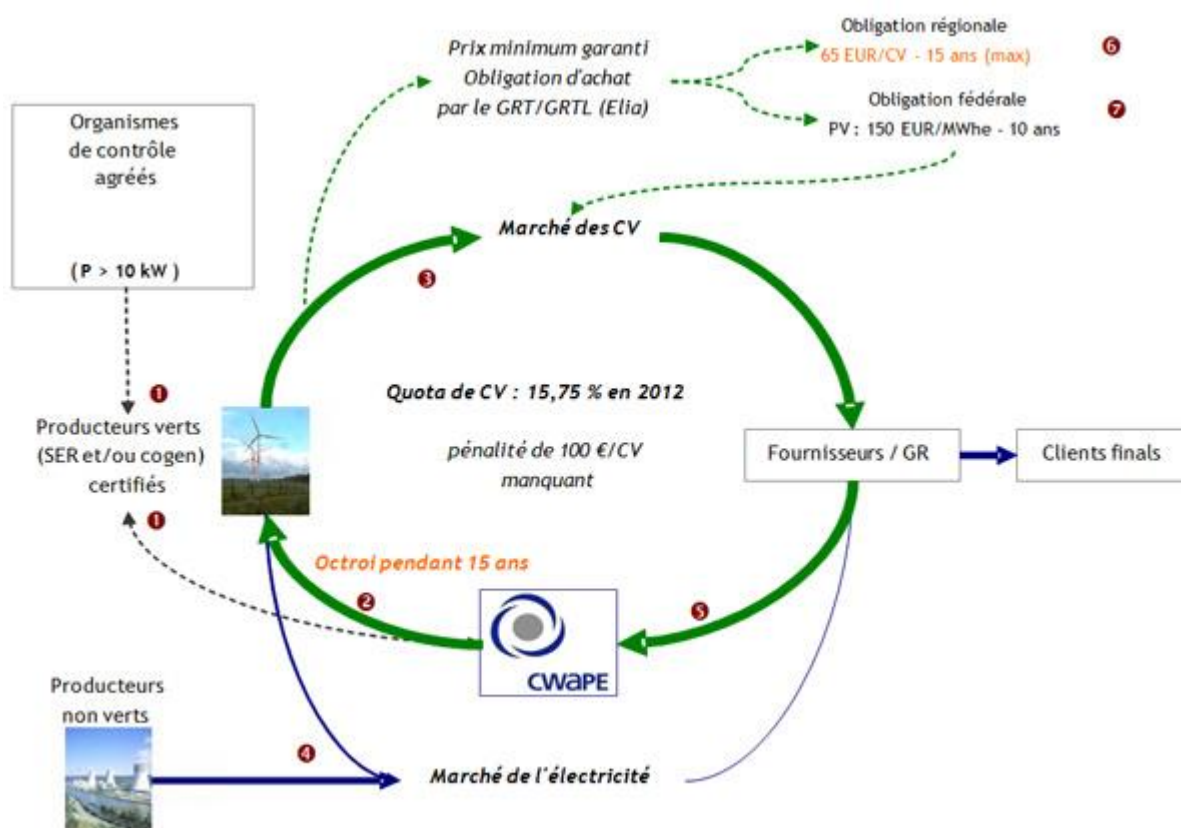 Prix minimum garanti
Obligation d'achat
par le GRT/GRTL (Elia)
Obligation régionale
65 EUR/CV - 15 ans (max)
6
Obligation fédérale
PV : 150 EUR/MWhe - 10 ans
7
Organismes
de contrôle
agréés
( P > 10 kW )
Marché des CV
3
1
Producteurs verts
(SER et/ou cogen)
certifiés
1
Quota de CV : 15,75 % en 2012
pénalité de 100 €/CV
manquant
Fournisseurs / GR
Clients finals
Octroi pendant 15 ans
2
5
CWaPE
Producteurs
non verts
4
Marché de l'électricité